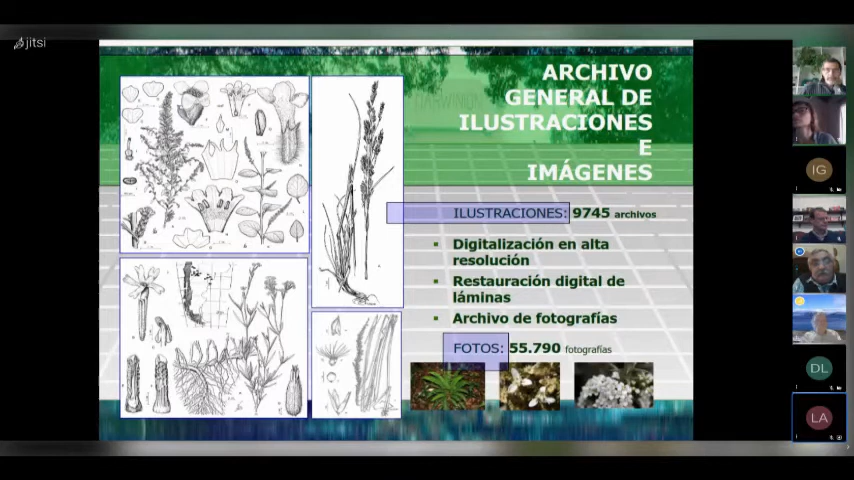 jitsi
ARCHIVO
GENERAL DE
ILUSTRACIONES
E
IMÁGENES
ILUSTRACIONES: 9745 archivos
▪ Digitalización en alta
resolución
▪ Restauración digital de
láminas
▪ Archivo de fotografías
FOTOS: 55.790 fotografías
IG
DL
LA